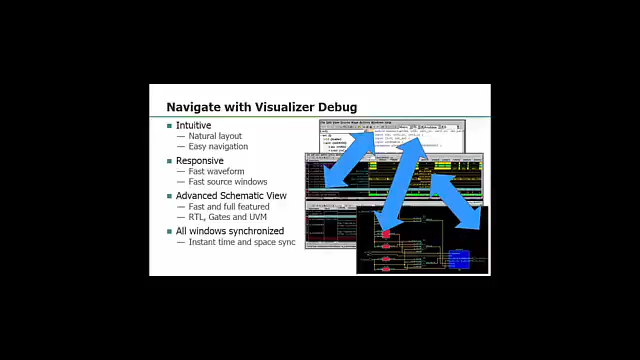 Navigate with Visualizer Debug
Intuitive
— Natural layout
— Easy navigation
Responsive
— Fast waveform
— Fast source windows
Advanced Schematic View
— Fast and full featured
— RTL, Gates and UVM
All windows synchronized
— Instant time and space sync